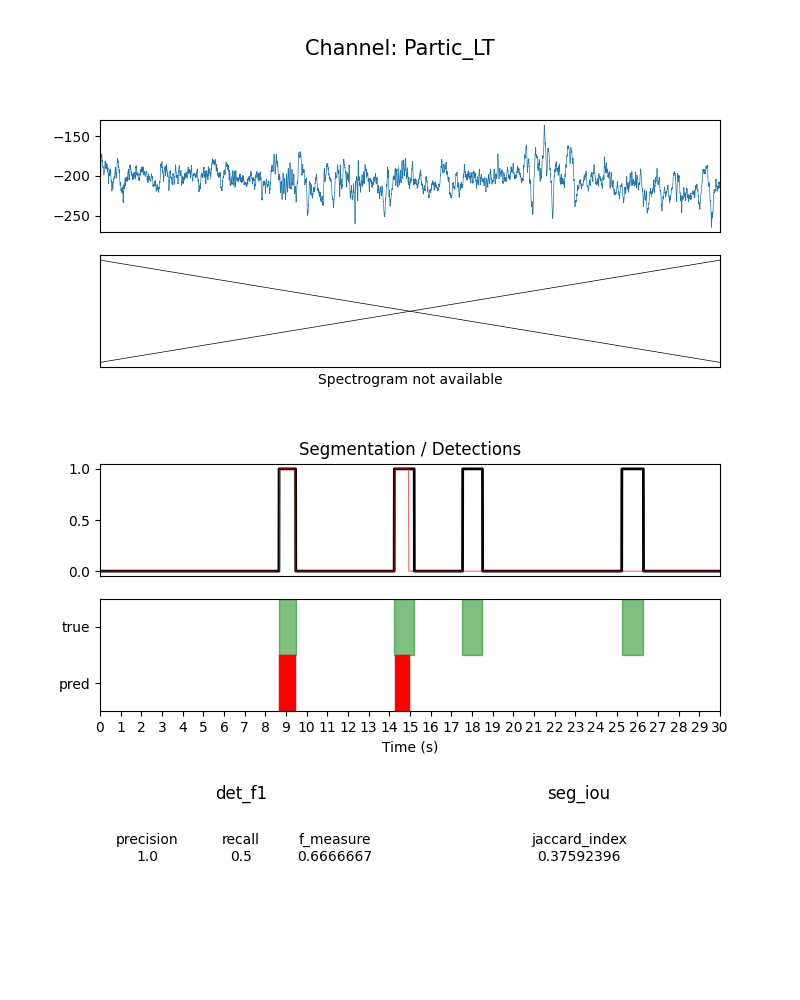 Channel: Partic_LT
−150
−200
−250
Spectrogram not available
Segmentation / Detections
1.0
0.5
0.0
true
pred
0 1 2 3 4 5 6 7 8 9 10 11 12 13 14 15 16 17 18 19 20 21 22 23 24 25 26 27 28 29 30
Time (s)
det_f1 seg_iou
precision recall f_measure jaccard_index
1.0 0.5 0.6666667 0.37592396